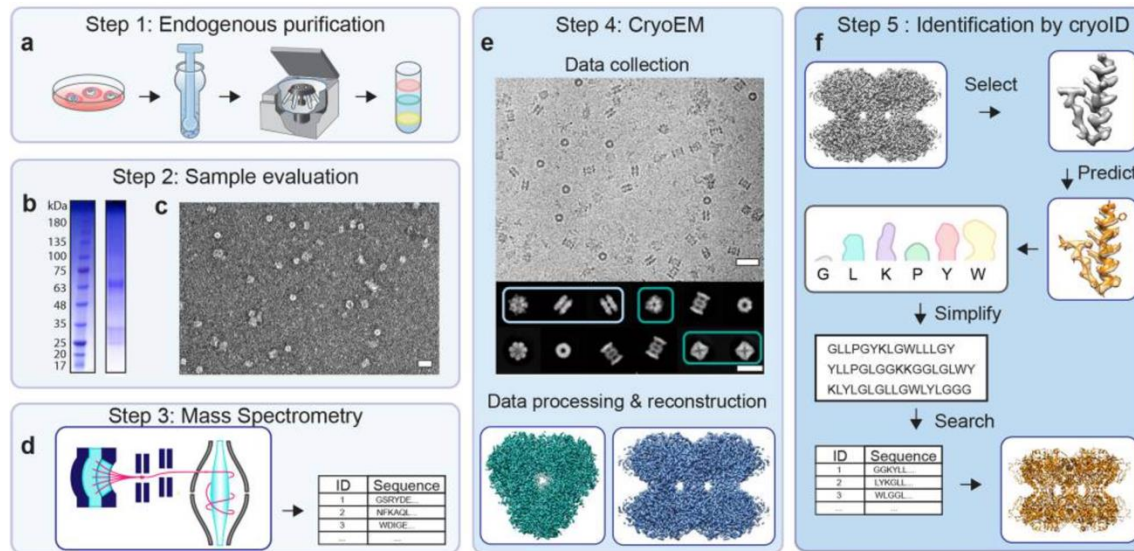 Step 1: Endogenous purification
a
Step 2: Sample evaluation
b
kDa
180
135
100
75
63
48
35
25
20
17
c
Step 3: Mass Spectrometry
d
ID Sequence
1 GSRYDE...
2 NFKAQL...
3 WDIGE...
... ...
Step 4: CryoEM
e
Data collection
Data processing & reconstruction
Step 5 : Identification by cryoID
f
Select
Predict
G L K P Y W
Simplify
GLLPGYKLGWLLLGY
YLLPGLGGKKGGLGLWY
KLYLGLGLLGWLYLGGG
Search
ID Sequence
1 GGKYLL...
2 LYKGLL...
3 WLGGL...
... ...